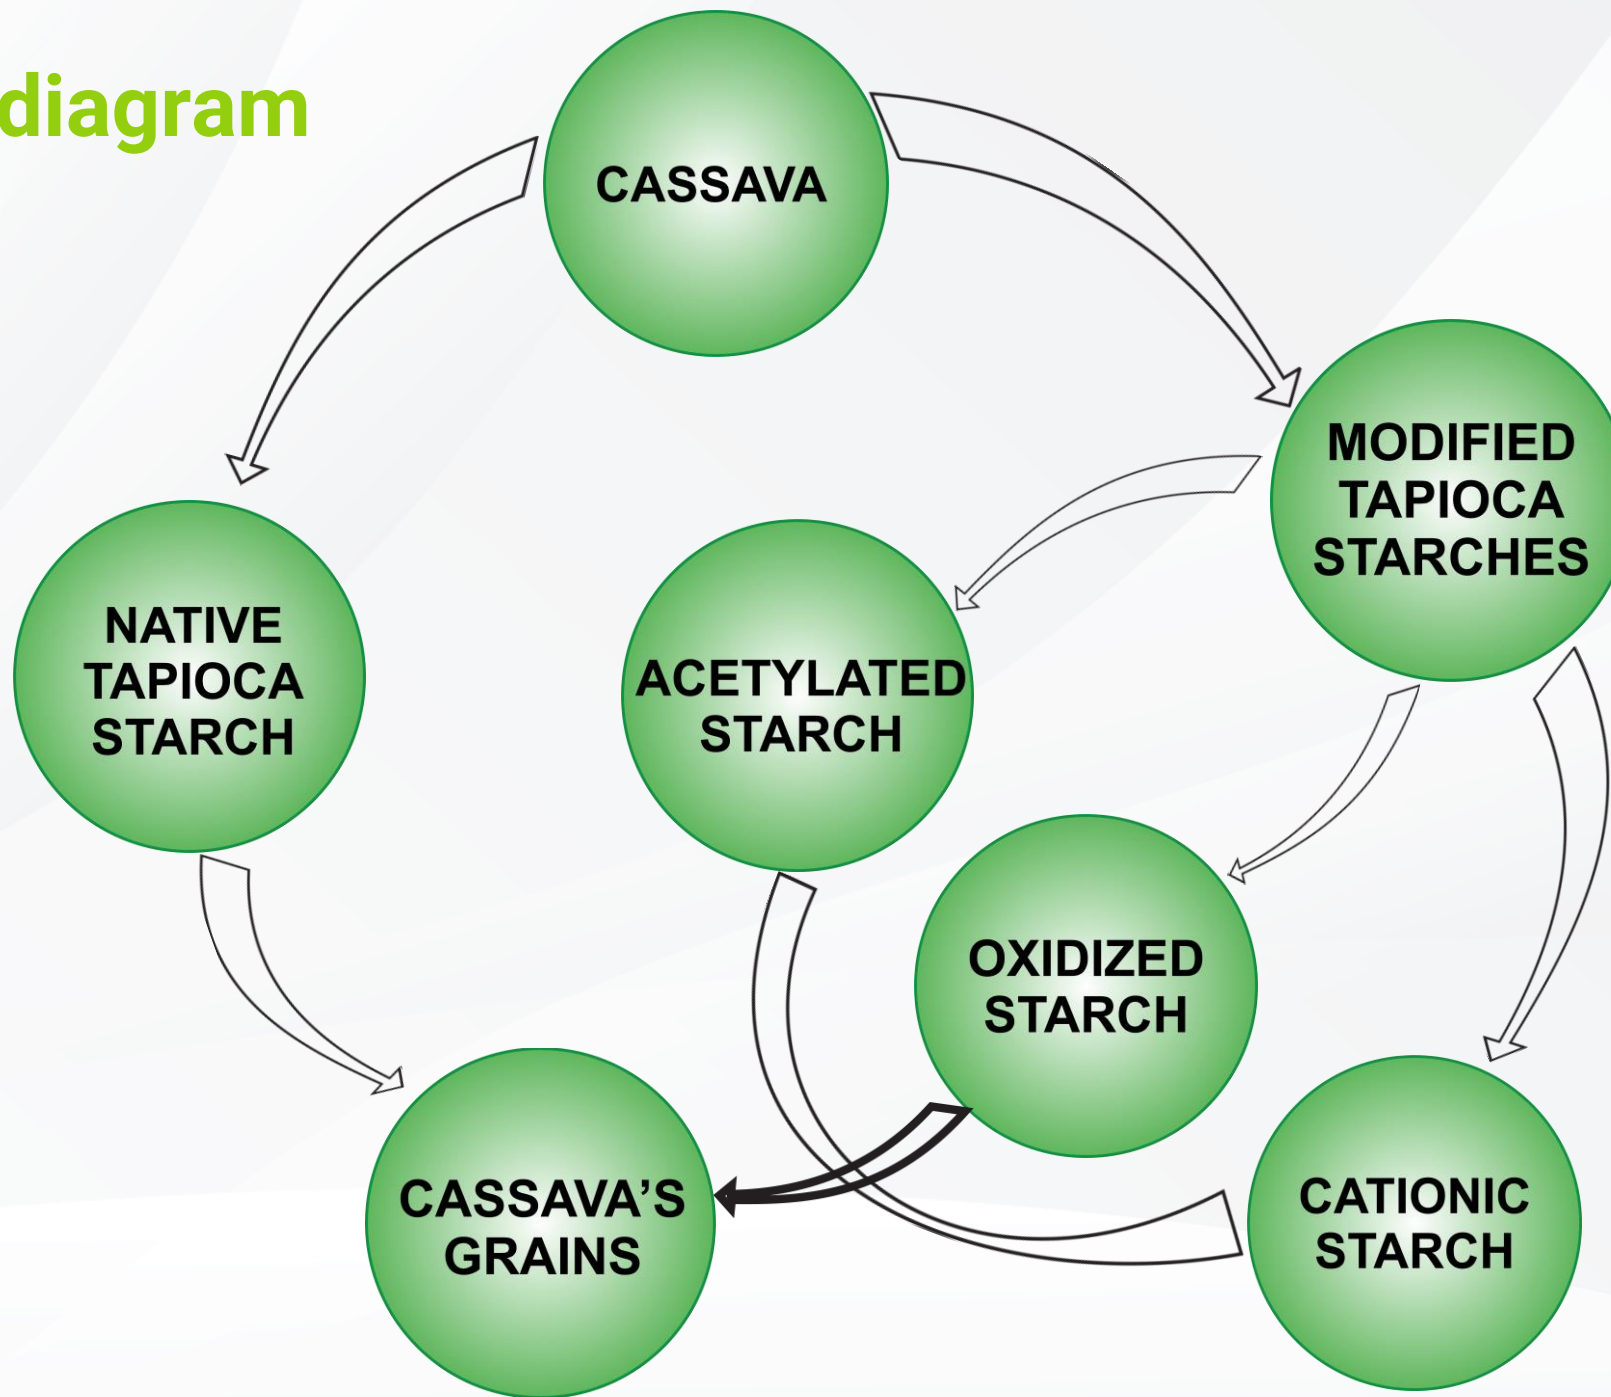 diagram
CASSAVA
MODIFIED
TAPIOCA
STARCHES
NATIVE
TAPIOCA
STARCH
ACETYLATED
STARCH
OXIDIZED
STARCH
CASSAVA’S
GRAINS
CATIONIC
STARCH